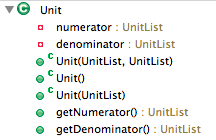 Unit
numerator : UnitList
denominator : UnitList
Unit(UnitList, UnitList)
Unit()
Unit(UnitList)
getNumerator() : UnitList
getDenominator() : UnitList